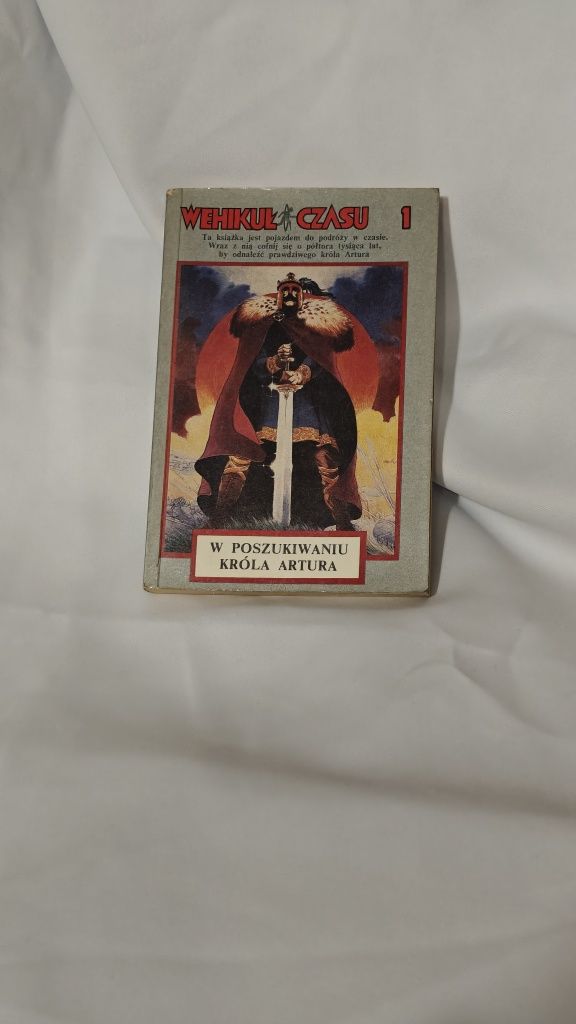 WEHIKUŁ CZASU 1
Ta książka jest pojazdem do podróży w czasie.
Wraz z nią cofnij się o półtora tysiąca lat,
by odnaleźć prawdziwego króla Artura
W POSZUKIWANIU
KRÓLA ARTURA